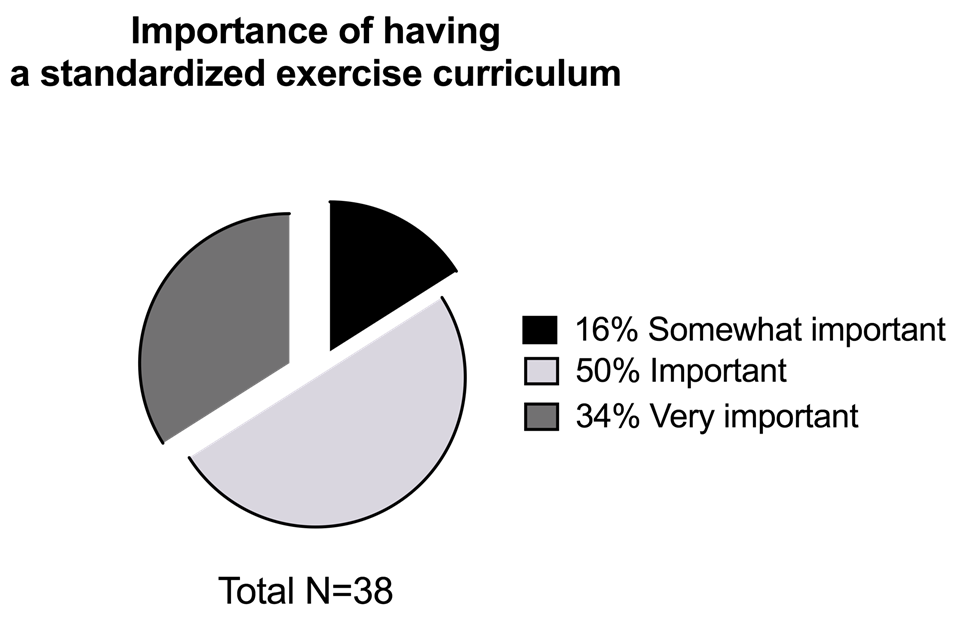 Importance of having
a standardized exercise curriculum
16% Somewhat important
50% Important
34% Very important
Total N=38